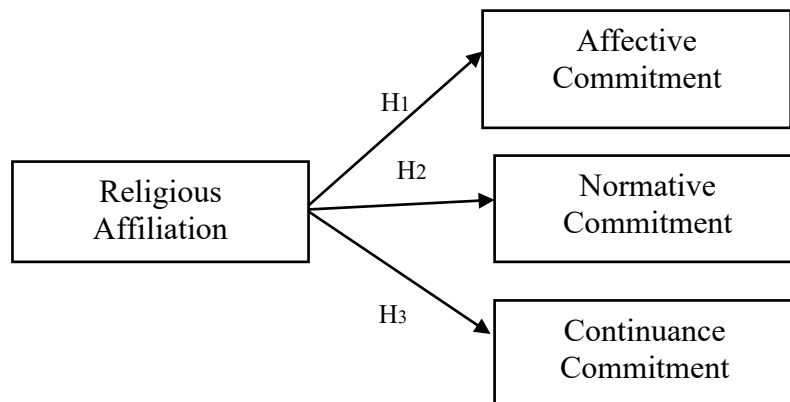 Affective
Commitment
H1
Religious
Affiliation
H2
Normative
Commitment
H3
Continuance
Commitment